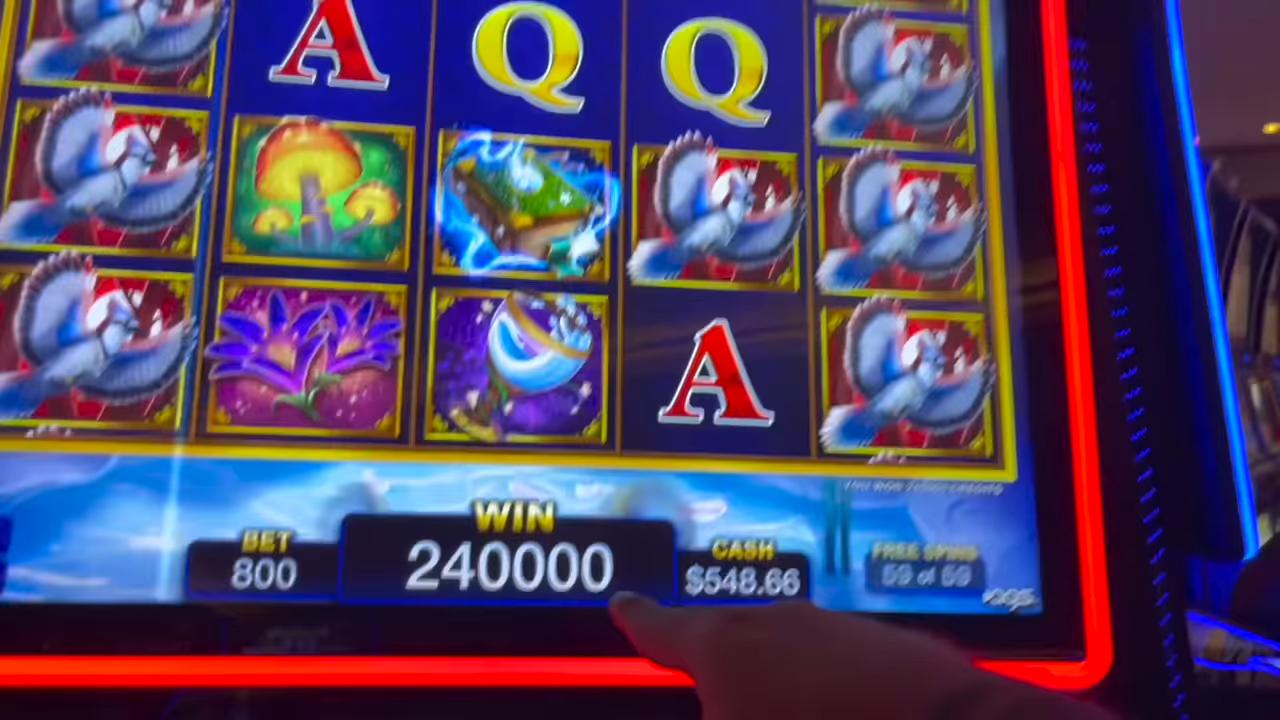 A Q Q
A
WIN
BET
240000
CASH
800
$548.66
FREE SPINS
59 of 59